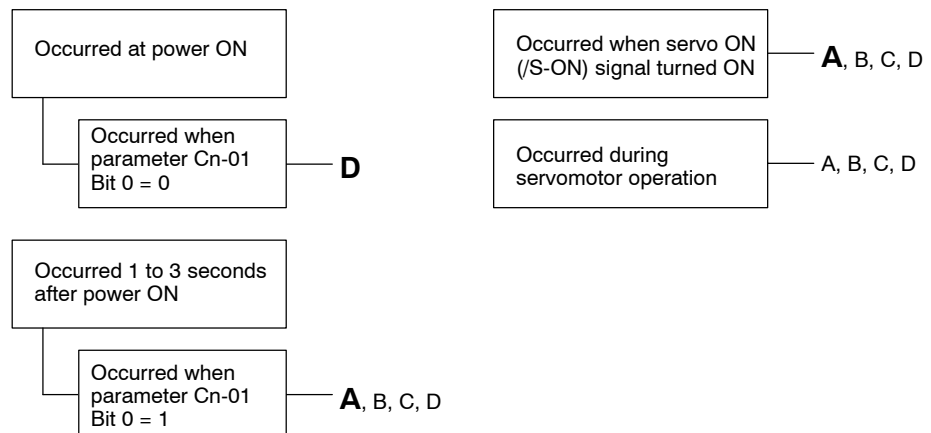 Occurred at power ON
Occurred when
parameter Cn-01
Bit 0 = 0
D
Occurred 1 to 3 seconds
after power ON
Occurred when
parameter Cn-01
Bit 0 = 1
A, B, C, D
Occurred when servo ON
(/S-ON) signal turned ON
A, B, C, D
Occurred during
servomotor operation
A, B, C, D